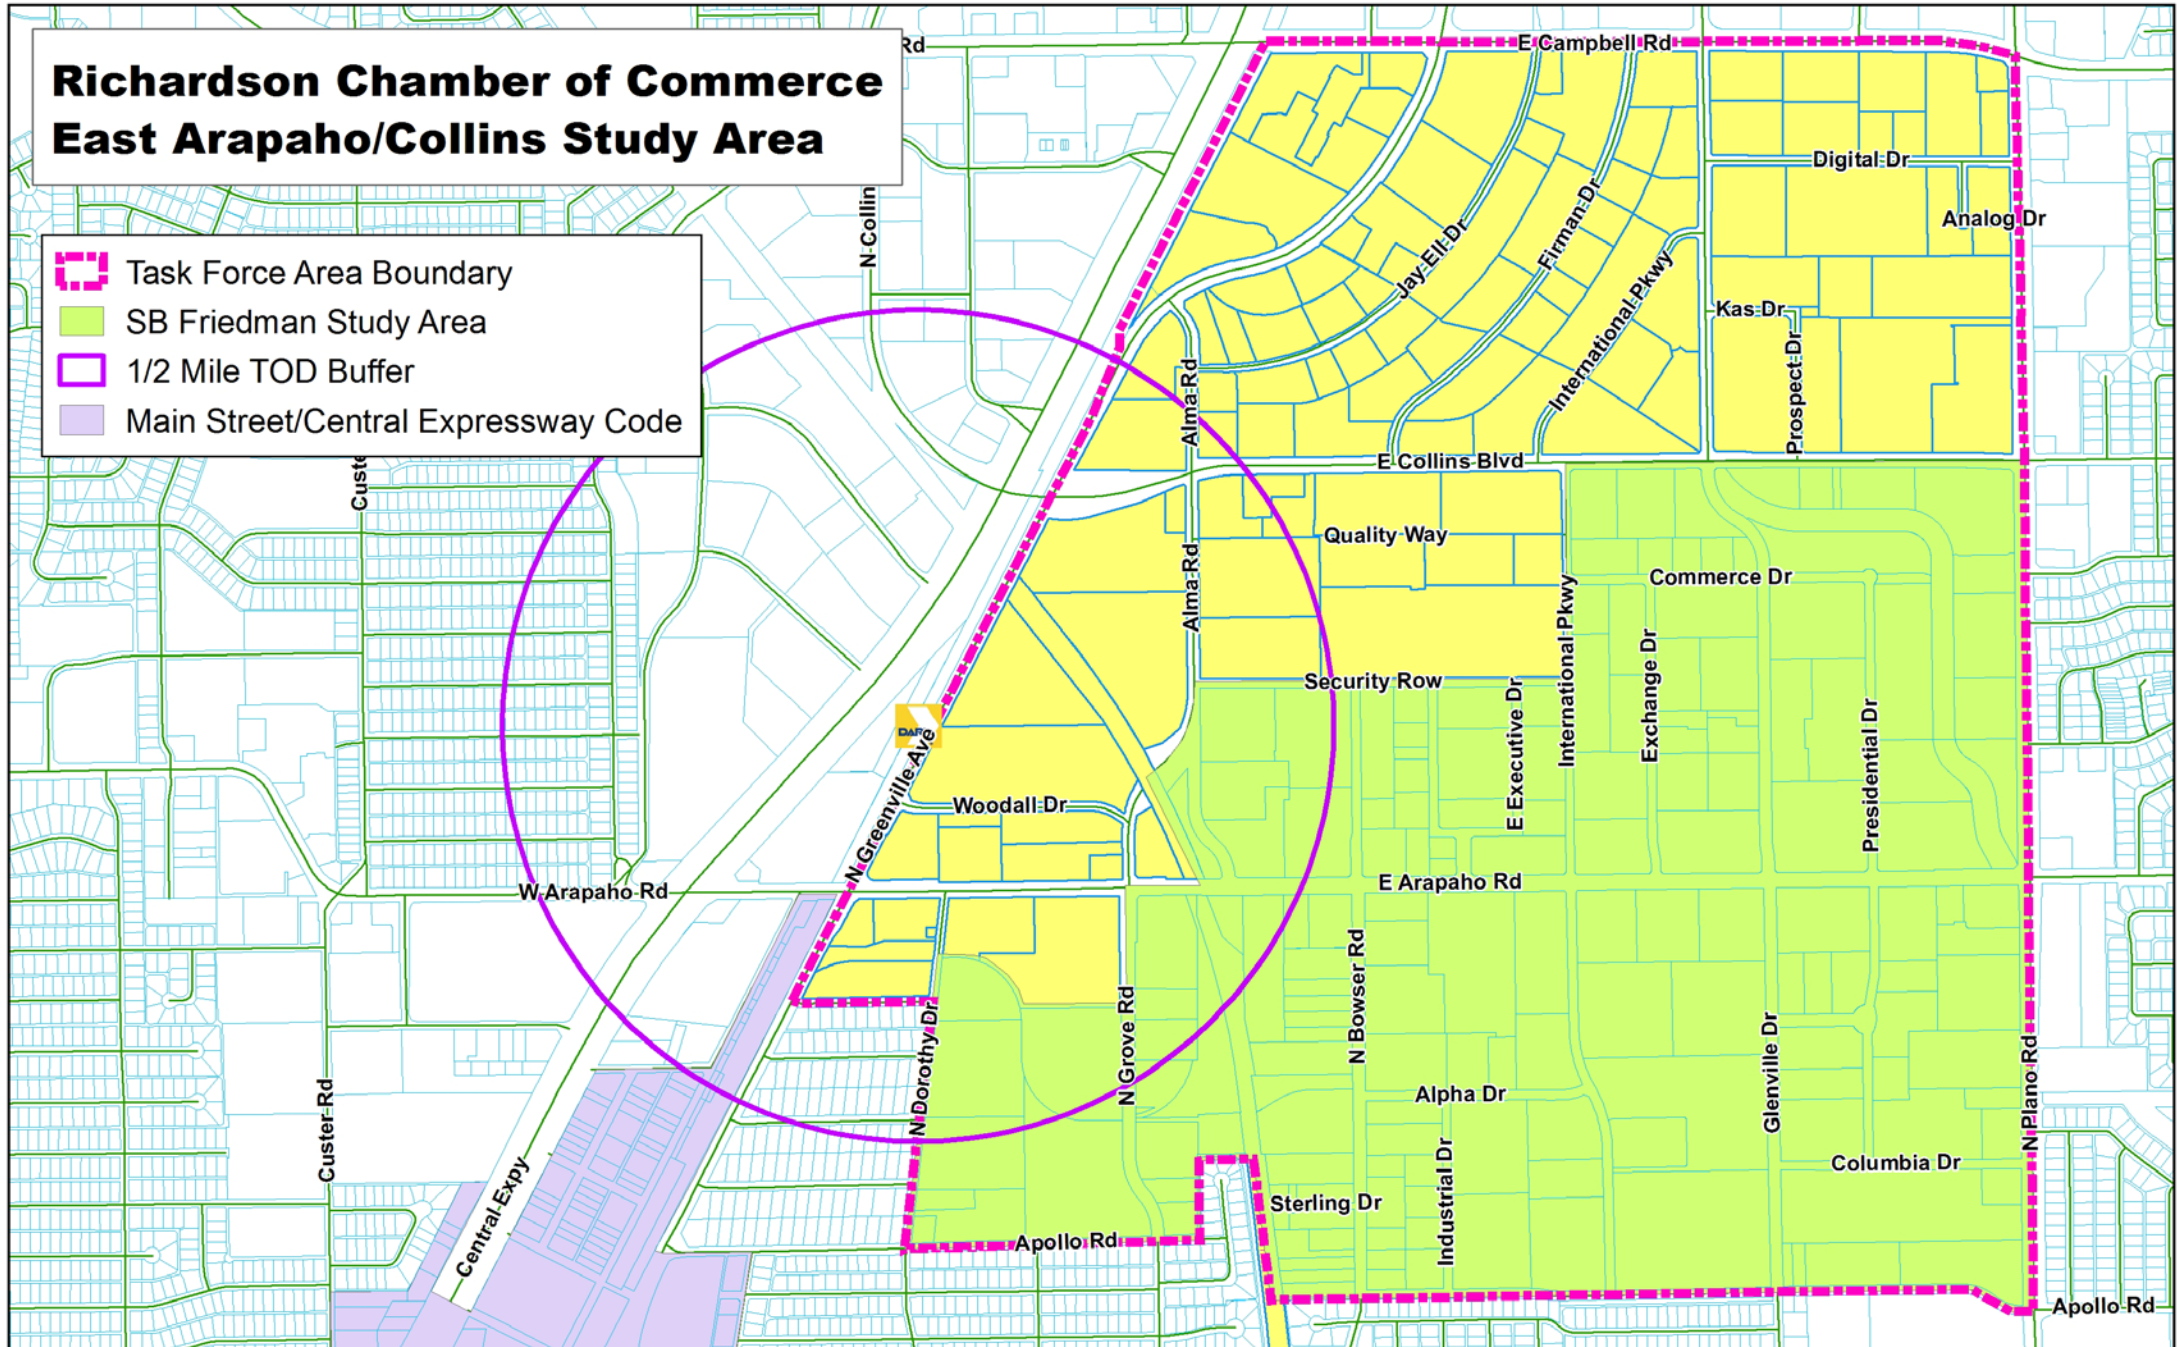 Richardson Chamber of Commerce
East Arapaho/Collins Study Area
Rd
E Campbell Rd
Task Force Area Boundary
SB Friedman Study Area
1/2 Mile TOD Buffer
Main Street/Central Expressway Code
N Collin
Digital Dr
Analog Dr
Jay Ell Dr
Firman Dr
International Pkwy
Kas Dr
Prospect Dr
Alma Rd
E Collins Blvd
Custe
Quality Way
Commerce Dr
Alma Rd
International Pkwy
Exchange Dr
Security Row
E Executive Dr
Presidential Dr
N Greenville Ave
Woodall Dr
W Arapaho Rd
E Arapaho Rd
N Bowser Rd
N Grove Rd
N Dorothy Dr
Glenville Dr
N Plano Rd
Alpha Dr
Custer Rd
Industrial Dr
Columbia Dr
Central Expy
Sterling Dr
Apollo Rd
Apollo Rd